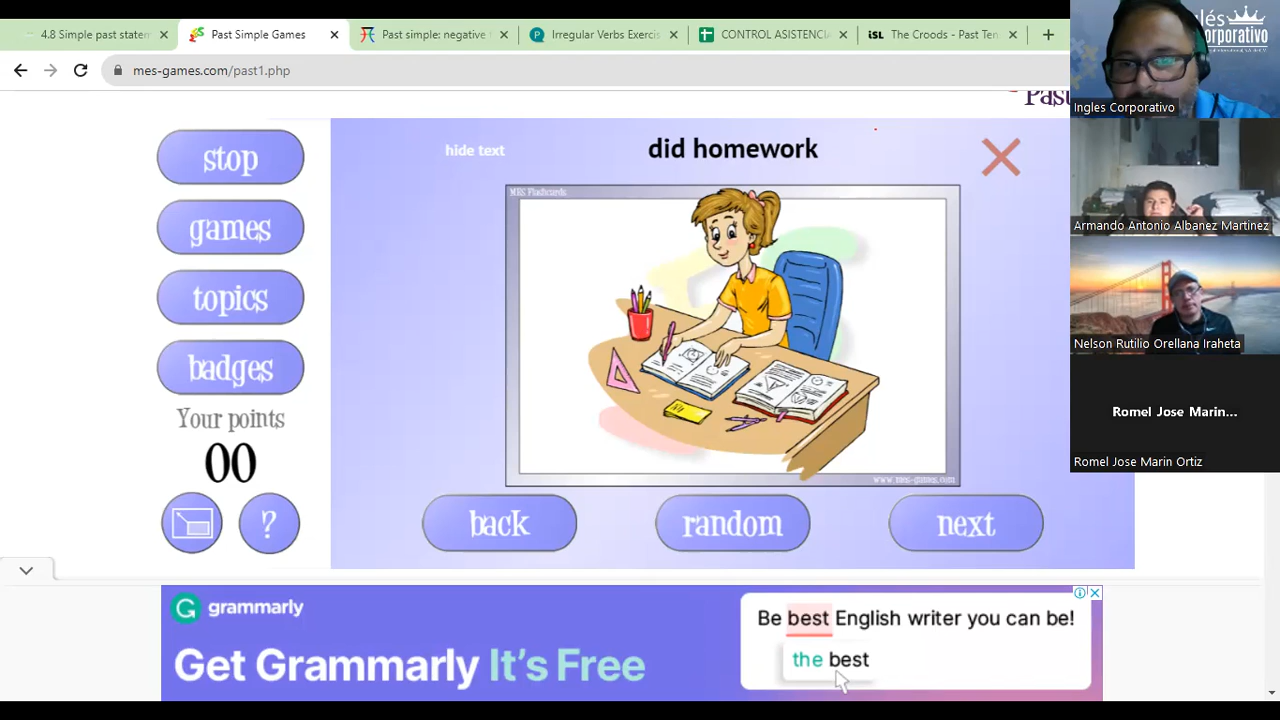 4.8 Simple past statem
Past Simple Games
Past simple: negative
Irregular Verbs Exercis
CONTROL ASISTENCI
iSL The Croods - Past Ten
mes-games.com/past1.php
Past
stop
games
topics
badges
Your points
00
?
hide text
did homework
MES Flashcards
www.mes-games.com
back
random
next
G grammarly
Get Grammarly It's Free
Be best English writer you can be!
the best
Inglés
Corporativo
Ingles Corporativo
Armando Antonio Albanez Martinez
Nelson Rutilio Orellana Iraheta
Romel Jose Marin...
Romel Jose Marin Ortiz